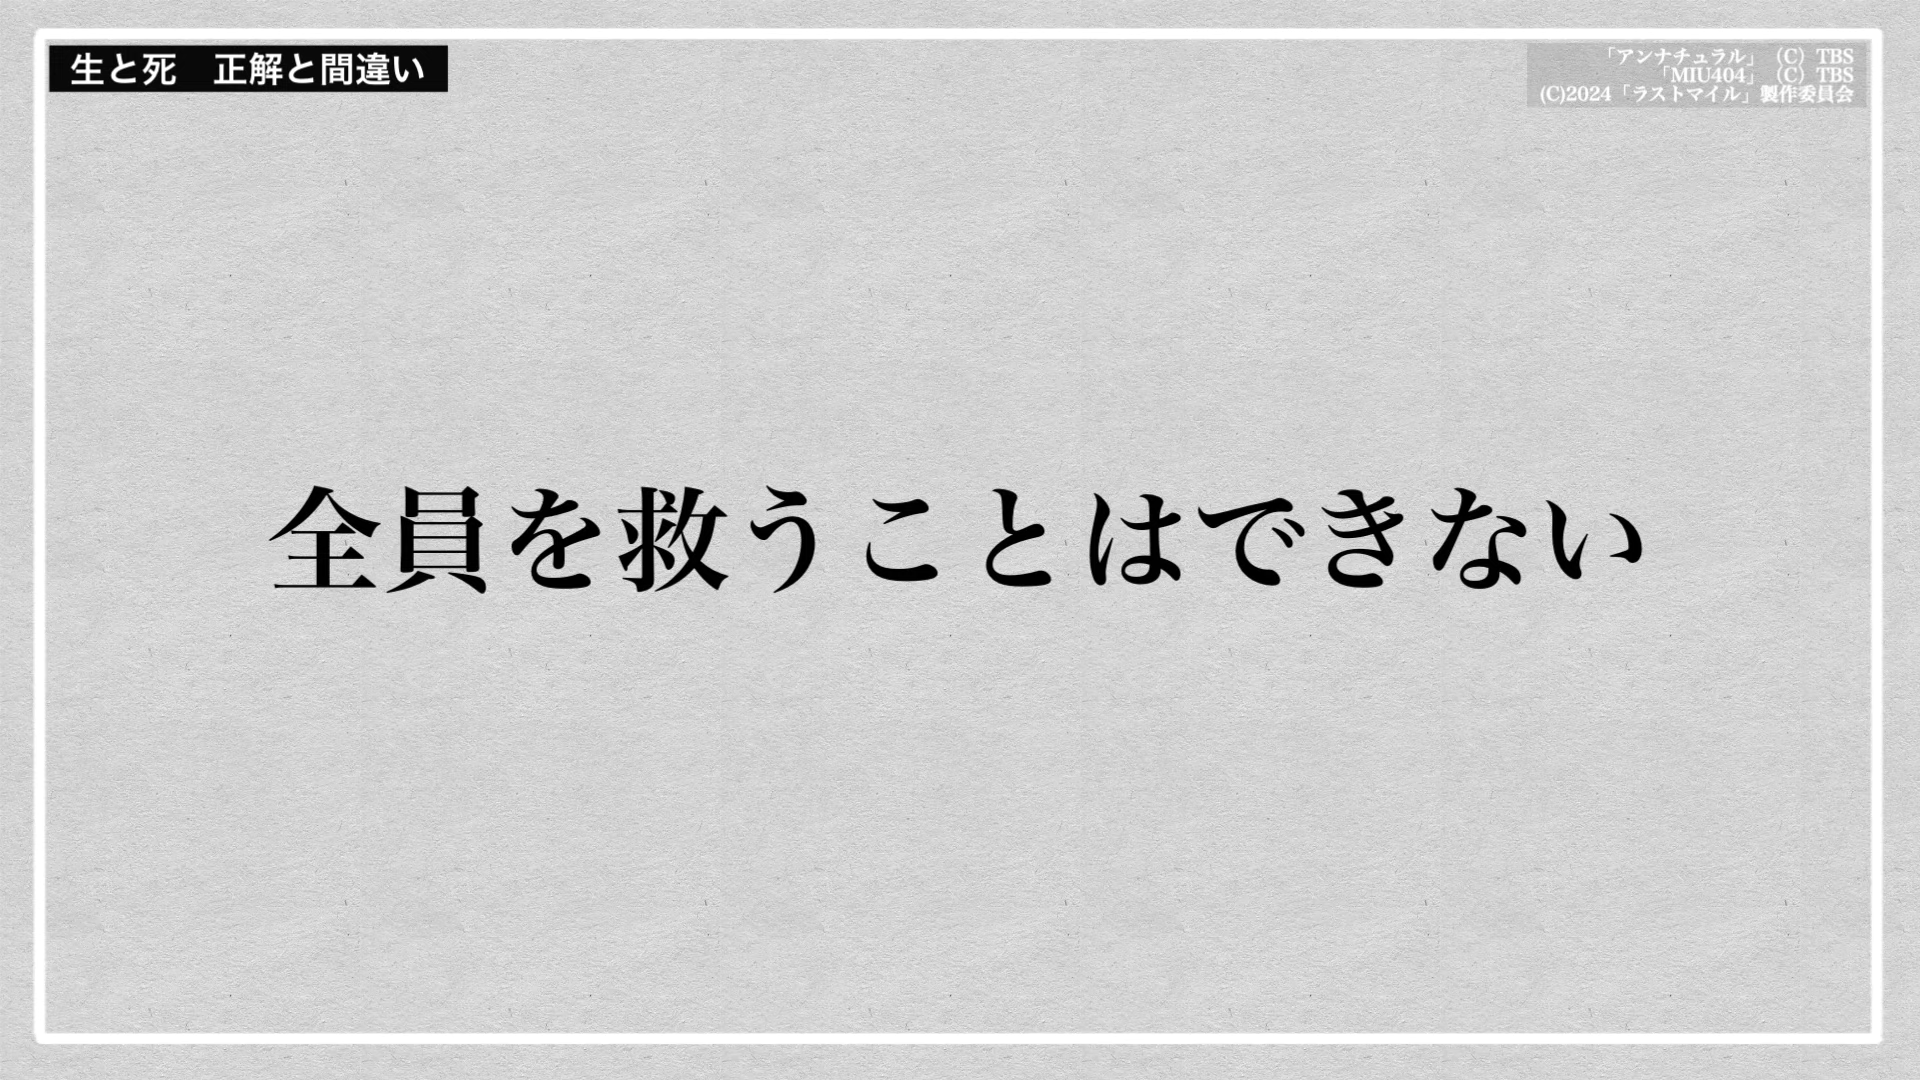 生と死　正解と間違い
「アンナチュラル」（C）TBS
「MIU404」（C）TBS
(C)2024「ラストマイル」製作委員会
全員を救うことはできない